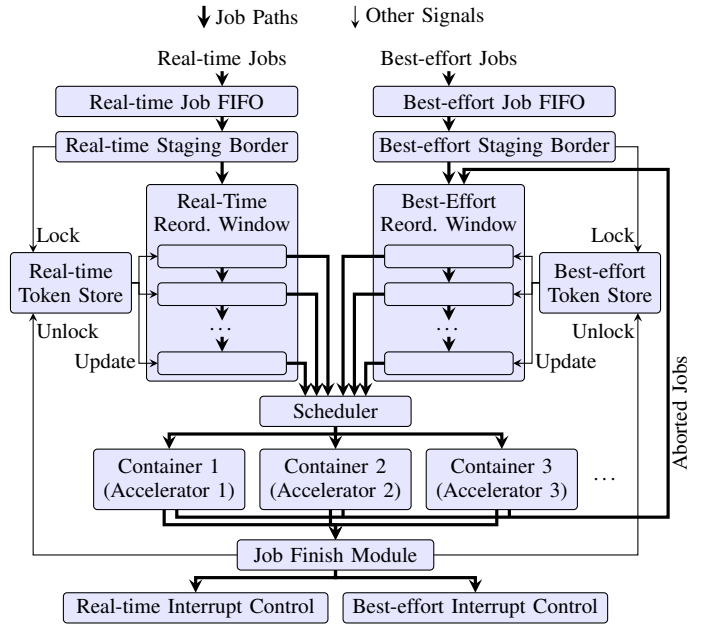 Job Paths
Other Signals
Real-time Jobs
Best-effort Jobs
Real-time Job FIFO
Best-effort Job FIFO
Real-time Staging Border
Best-effort Staging Border
Real-Time
Reord. Window
Best-Effort
Reord. Window
Lock
Lock
Real-time
Token Store
Best-effort
Token Store
Unlock
Unlock
...
...
Update
Update
Scheduler
Aborted Jobs
Container 1
(Accelerator 1)
Container 2
(Accelerator 2)
Container 3
(Accelerator 3)
...
Job Finish Module
Real-time Interrupt Control
Best-effort Interrupt Control